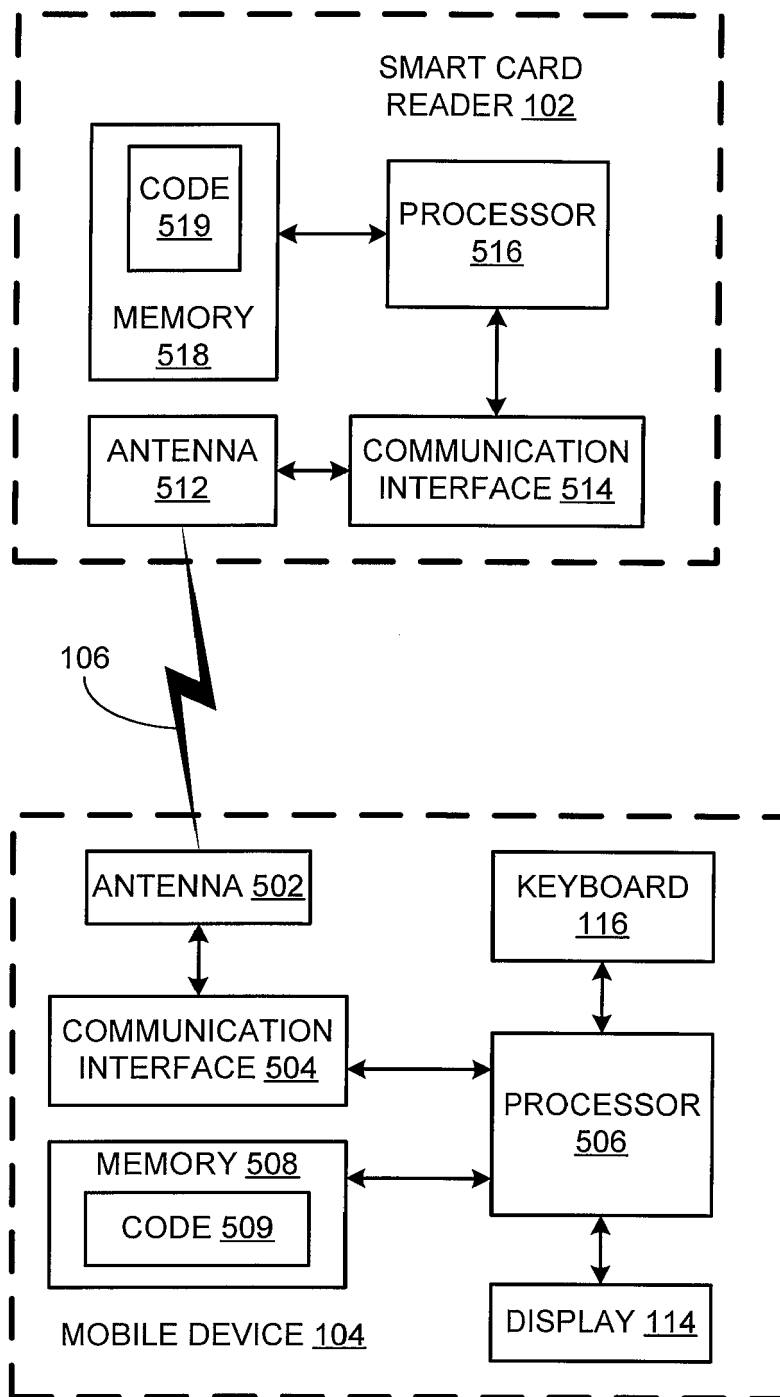 SMART CARD
READER 102
CODE
519
MEMORY
518
PROCESSOR
516
ANTENNA
512
COMMUNICATION
INTERFACE 514
106
ANTENNA 502
KEYBOARD
116
COMMUNICATION
INTERFACE 504
PROCESSOR
506
MEMORY 508
CODE 509
MOBILE DEVICE 104
DISPLAY 114